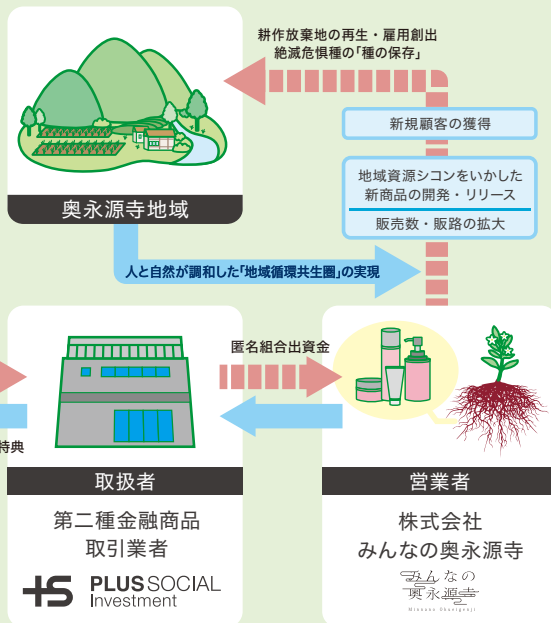 耕作放棄地の再生・雇用創出
絶滅危惧種の「種の保存」
新規顧客の獲得
地域資源シコンをいかした
新商品の開発・リリース
販売数・販路の拡大
奥永源寺地域
人と自然が調和した「地域循環共生圏」の実現
匿名組合出資金
特典
取扱者
第二種金融商品
取引業者
+S PLUS SOCIAL
Investment
営業者
株式会社
みんなの奥永源寺
みんなの
奥永源寺
Minnano Okueigenji